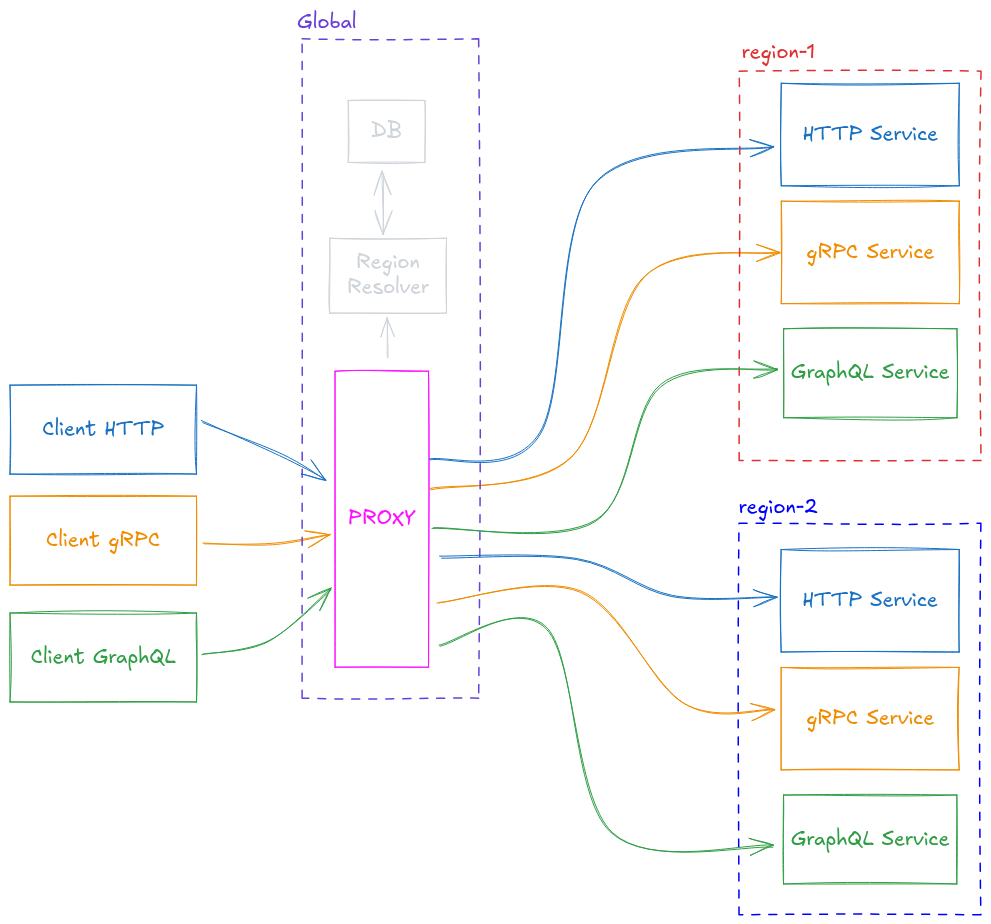 Global
DB
Region
Resolver
PROXY
Client HTTP
Client gRPC
Client GraphQL
region-1
HTTP Service
gRPC Service
GraphQL Service
region-2
HTTP Service
gRPC Service
GraphQL Service